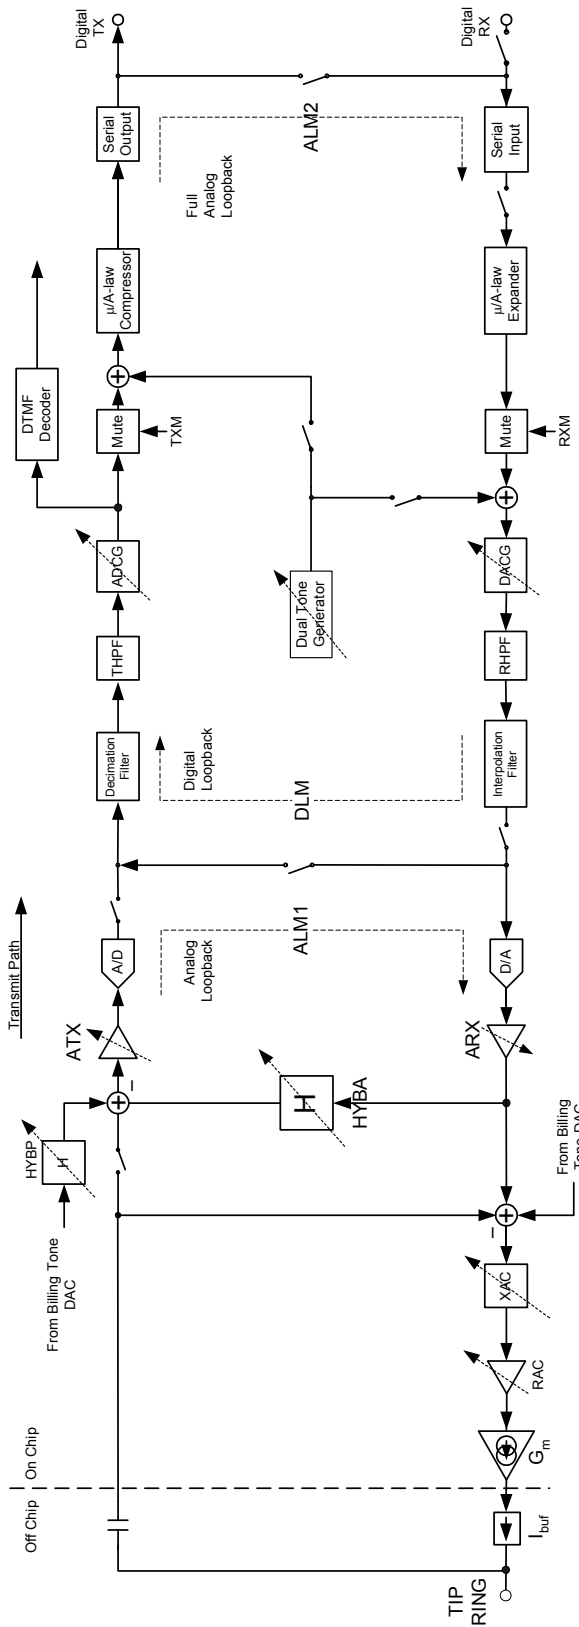 Off Chip
On Chip
Transmit Path
From Billing Tone
DAC
HYBP
H
ATX
A/D
Decimation
Filter
THPF
ADCG
DTMF
Decoder
Mute
TXM
+
μ/A-law
Compressor
Serial
Output
Digital
TX
–
+
H
HYBA
Analog
Loopback
ALM1
Digital
Loopback
DLM
Dual Tone
Generator
Full
Analog
Loopback
ALM2
TIP
RING
Ibuf
Gm
RAC
XAC
–
+
From Billing
Tone DAC
ARX
D/A
Interpolation
Filter
RHPF
DACG
+
Mute
RXM
μ/A-law
Expander
Serial
Input
Digital
RX